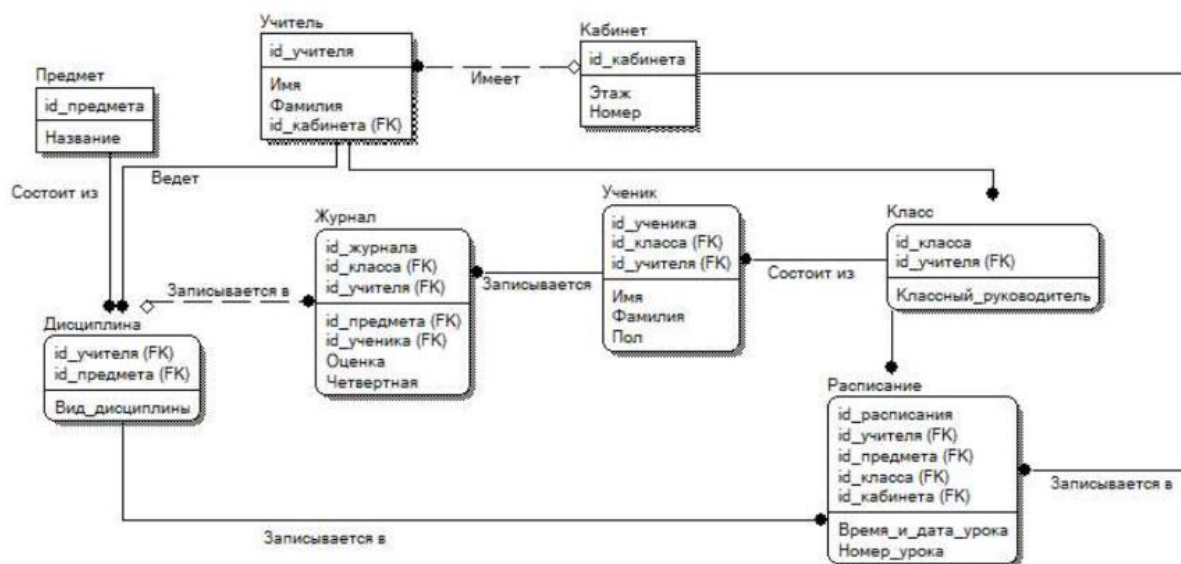 Учитель
id_учителя
Имя
Фамилия
id_кабинета (FK)
Кабинет
id_кабинета
Этаж
Номер
Имеет
Предмет
id_предмета
Название
Состоит из
Ведет
Журнал
id_журнала
id_класса (FK)
id_учителя (FK)
id_предмета (FK)
id_ученика (FK)
Оценка
Четвертная
Записывается в
Ученик
id_ученика
id_класса (FK)
id_учителя (FK)
Имя
Фамилия
Пол
Записывается
Класс
id_класса
id_учителя (FK)
Классный_руководитель
Состоит из
Дисциплина
id_учителя (FK)
id_предмета (FK)
Вид_дисциплины
Расписание
id_расписания
id_учителя (FK)
id_предмета (FK)
id_класса (FK)
id_кабинета (FK)
Время_и_дата_урока
Номер_урока
Записывается в
Записывается в